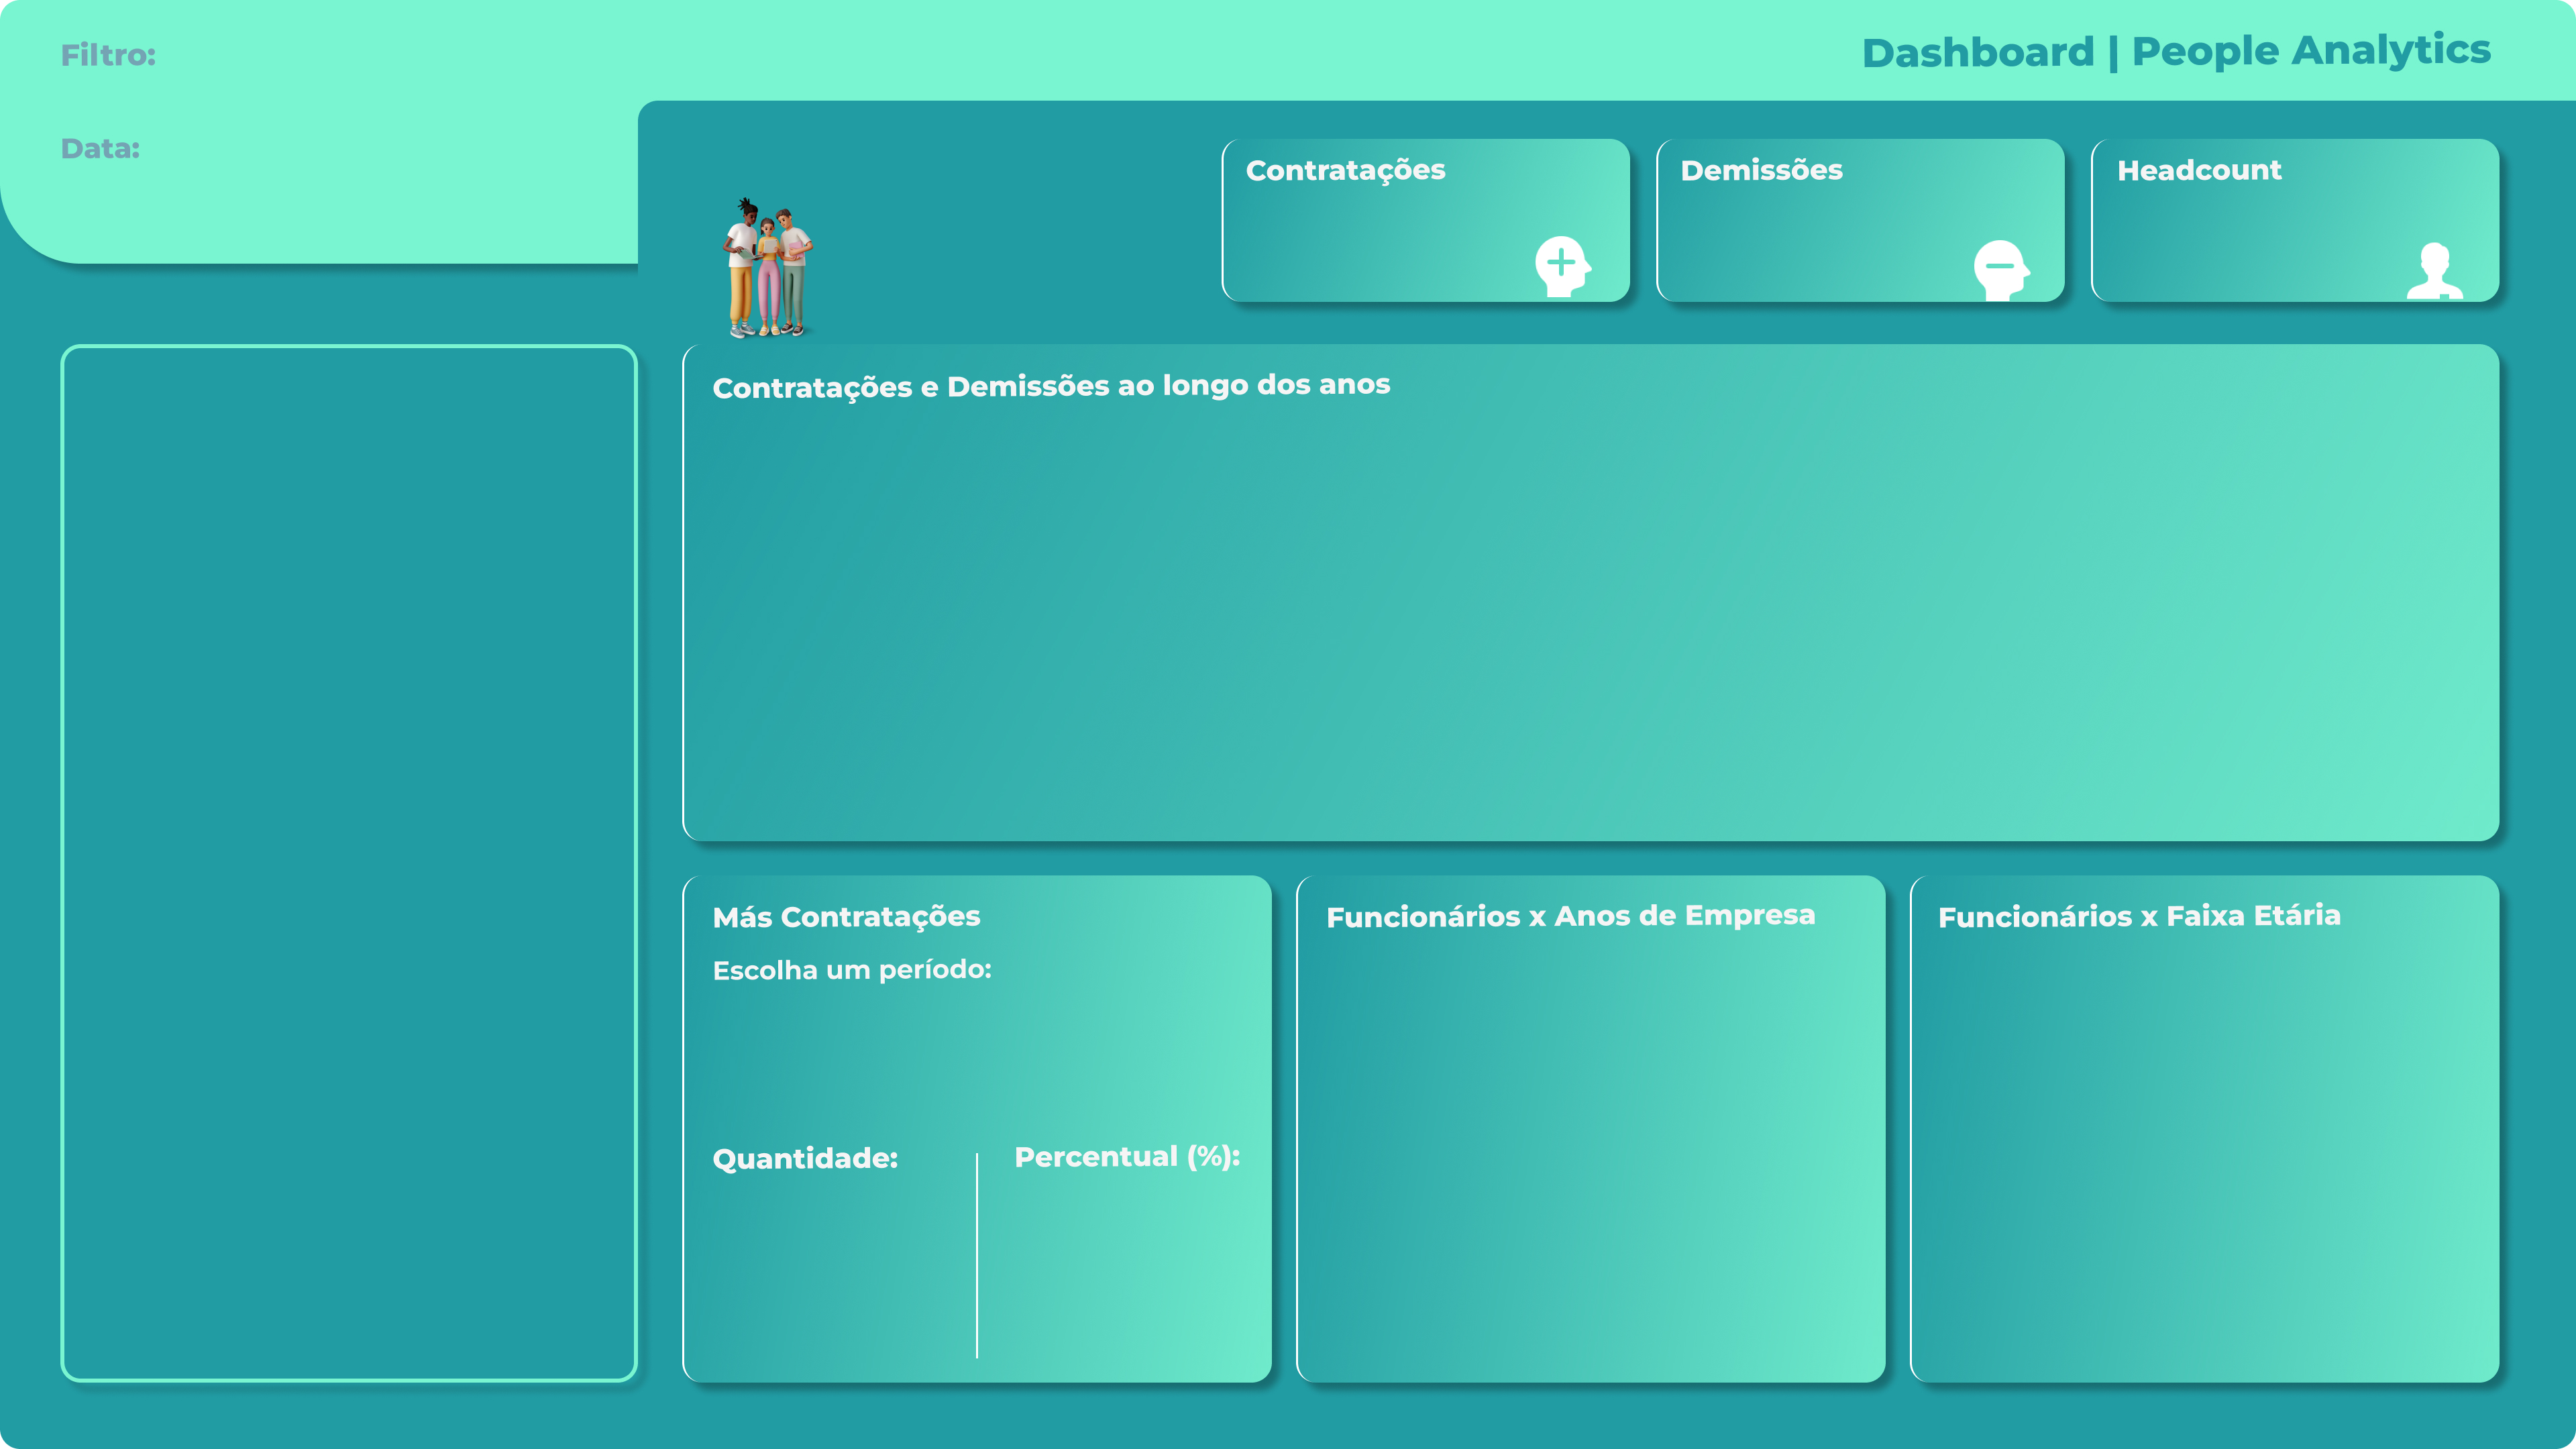 Filtro:
Dashboard | People Analytics
Data:
Contratações
Demissões
Headcount
Contratações e Demissões ao longo dos anos
Más Contratações
Escolha um período:
Quantidade:
Percentual (%):
Funcionários x Anos de Empresa
Funcionários x Faixa Etária